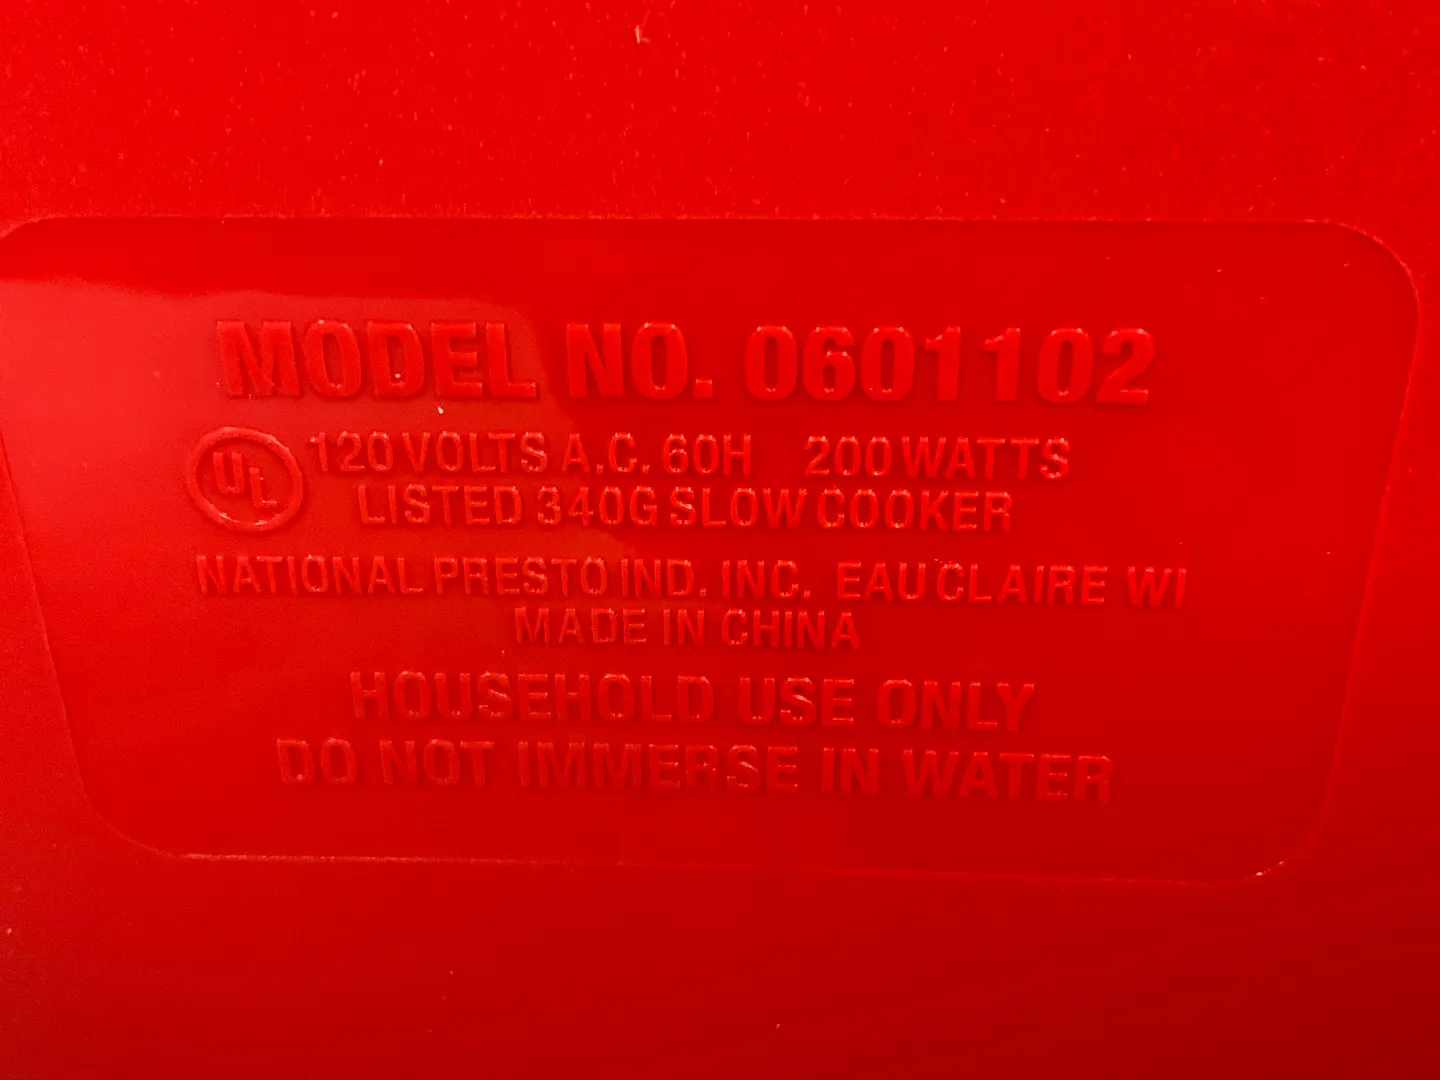 MODEL NO. 0601102
UL 120 VOLTS A.C. 60H 200 WATTS
LISTED 340G SLOW COOKER
NATIONAL PRESTO IND. INC. EAU CLAIRE WI
MADE IN CHINA
HOUSEHOLD USE ONLY
DO NOT IMMERSE IN WATER